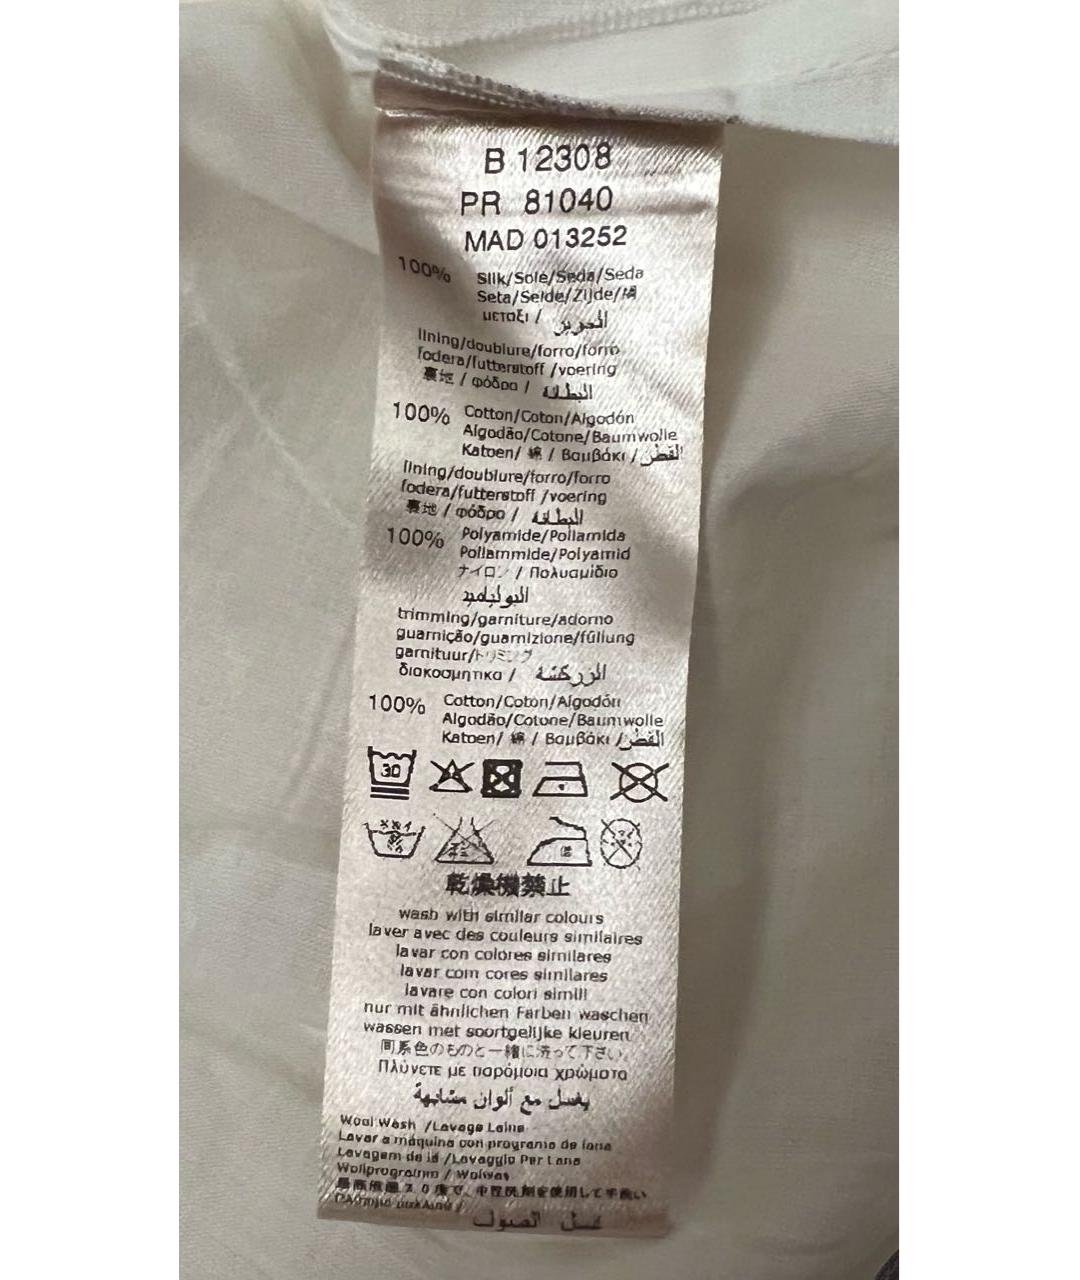 B 12308
PR 81040
MAD 013252
100% Silk/Soie/Seda/Seda
Seta/Seide/Zijde/絹
μεταξι / الحرير
lining/doublure/forro/forro
fodera/futterstoff /voering
裏地 / φόδρα / البطانة
100% Cotton/Coton/Algodón
Algodão/Cotone/Baumwolle
Katoen/ 綿 / Βαμβάκι / القطن
lining/doublure/forro/forro
fodera/futterstoff /voering
裏地 / φόδρα / البطانة
100% Polyamide/Poliamida
Poliammide/Polyamid
ナイロン / Πολυαμίδιο
البولياميد
trimming/garniture/adorno
guarnição/guarnizione/füllung
garnituur/トリミング
διακοσμητικα / الزركشة
100% Cotton/Coton/Algodón
Algodão/Cotone/Baumwolle
Katoen/ 綿 / Βαμβάκι / القطن
30
乾燥機禁止
wash with similar colours
laver avec des couleurs similaires
lavar con colores similares
lavar com cores similares
lavare con colori simili
nur mit ähnlichen Farben waschen
wassen met soortgelijke kleuren
同系色のものと一緒に洗って下さい。
Πλύνετε με παρόμοια χρώματα
يغسل مع ألوان مشابهة
Wool Wash /Lavage Laine
Lavar a máquina con programa de lana
Lavagem de lã /Lavaggio Per Lana
Wollprogramm / Wolwas
غسل الصوف